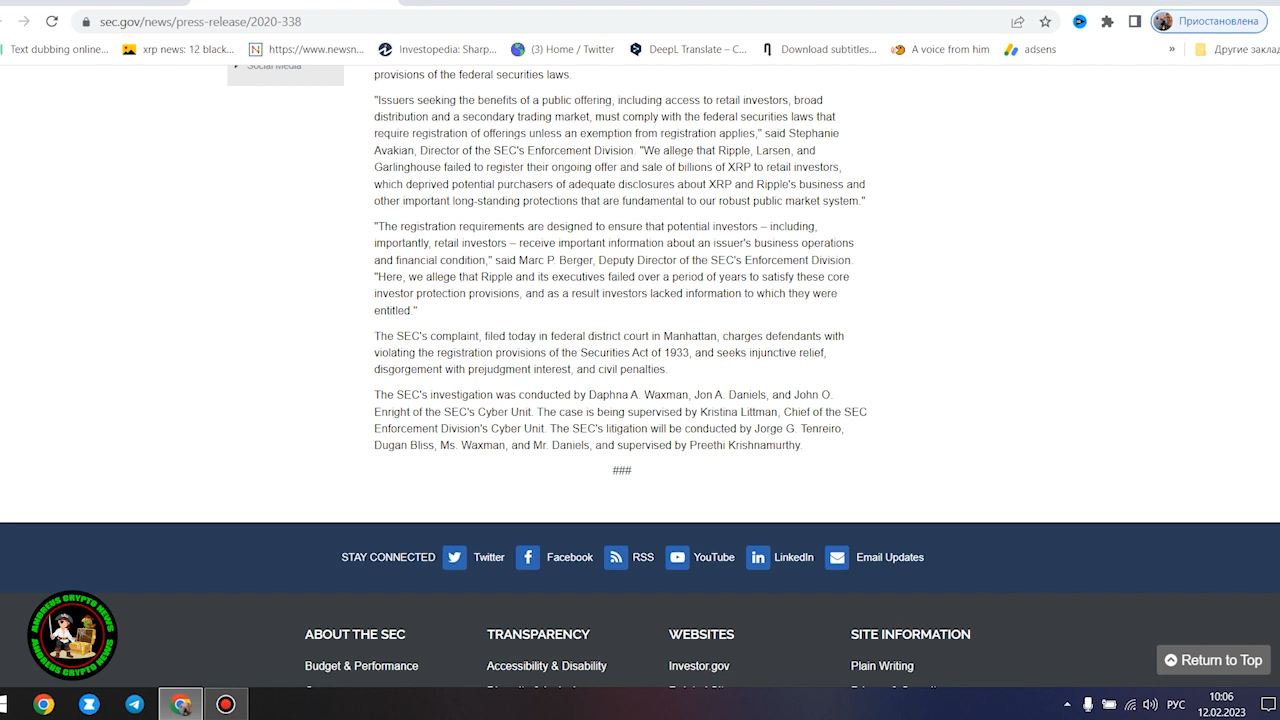 sec.gov/news/press-release/2020-338
Приостановлена
Text dubbing online...
xrp news: 12 black...
https://www.newsn...
Investopedia: Sharp...
(3) Home / Twitter
DeepL Translate – C...
Download subtitles...
A voice from him
adsens
»
Другие закла
Social Media
provisions of the federal securities laws.
"Issuers seeking the benefits of a public offering, including access to retail investors, broad
distribution and a secondary trading market, must comply with the federal securities laws that
require registration of offerings unless an exemption from registration applies," said Stephanie
Avakian, Director of the SEC's Enforcement Division. "We allege that Ripple, Larsen, and
Garlinghouse failed to register their ongoing offer and sale of billions of XRP to retail investors,
which deprived potential purchasers of adequate disclosures about XRP and Ripple's business and
other important long-standing protections that are fundamental to our robust public market system."
"The registration requirements are designed to ensure that potential investors – including,
importantly, retail investors – receive important information about an issuer's business operations
and financial condition," said Marc P. Berger, Deputy Director of the SEC's Enforcement Division.
"Here, we allege that Ripple and its executives failed over a period of years to satisfy these core
investor protection provisions, and as a result investors lacked information to which they were
entitled."
The SEC's complaint, filed today in federal district court in Manhattan, charges defendants with
violating the registration provisions of the Securities Act of 1933, and seeks injunctive relief,
disgorgement with prejudgment interest, and civil penalties.
The SEC's investigation was conducted by Daphna A. Waxman, Jon A. Daniels, and John O.
Enright of the SEC's Cyber Unit. The case is being supervised by Kristina Littman, Chief of the SEC
Enforcement Division's Cyber Unit. The SEC's litigation will be conducted by Jorge G. Tenreiro,
Dugan Bliss, Ms. Waxman, and Mr. Daniels, and supervised by Preethi Krishnamurthy.
###
STAY CONNECTED Twitter Facebook RSS YouTube LinkedIn Email Updates
ANDREUS CRYPTO NEWS
ANDREUS CRYPTO NEWS
ABOUT THE SEC
TRANSPARENCY
WEBSITES
SITE INFORMATION
Budget & Performance
Accessibility & Disability
Investor.gov
Plain Writing
Return to Top
РУС
10:06
12.02.2023